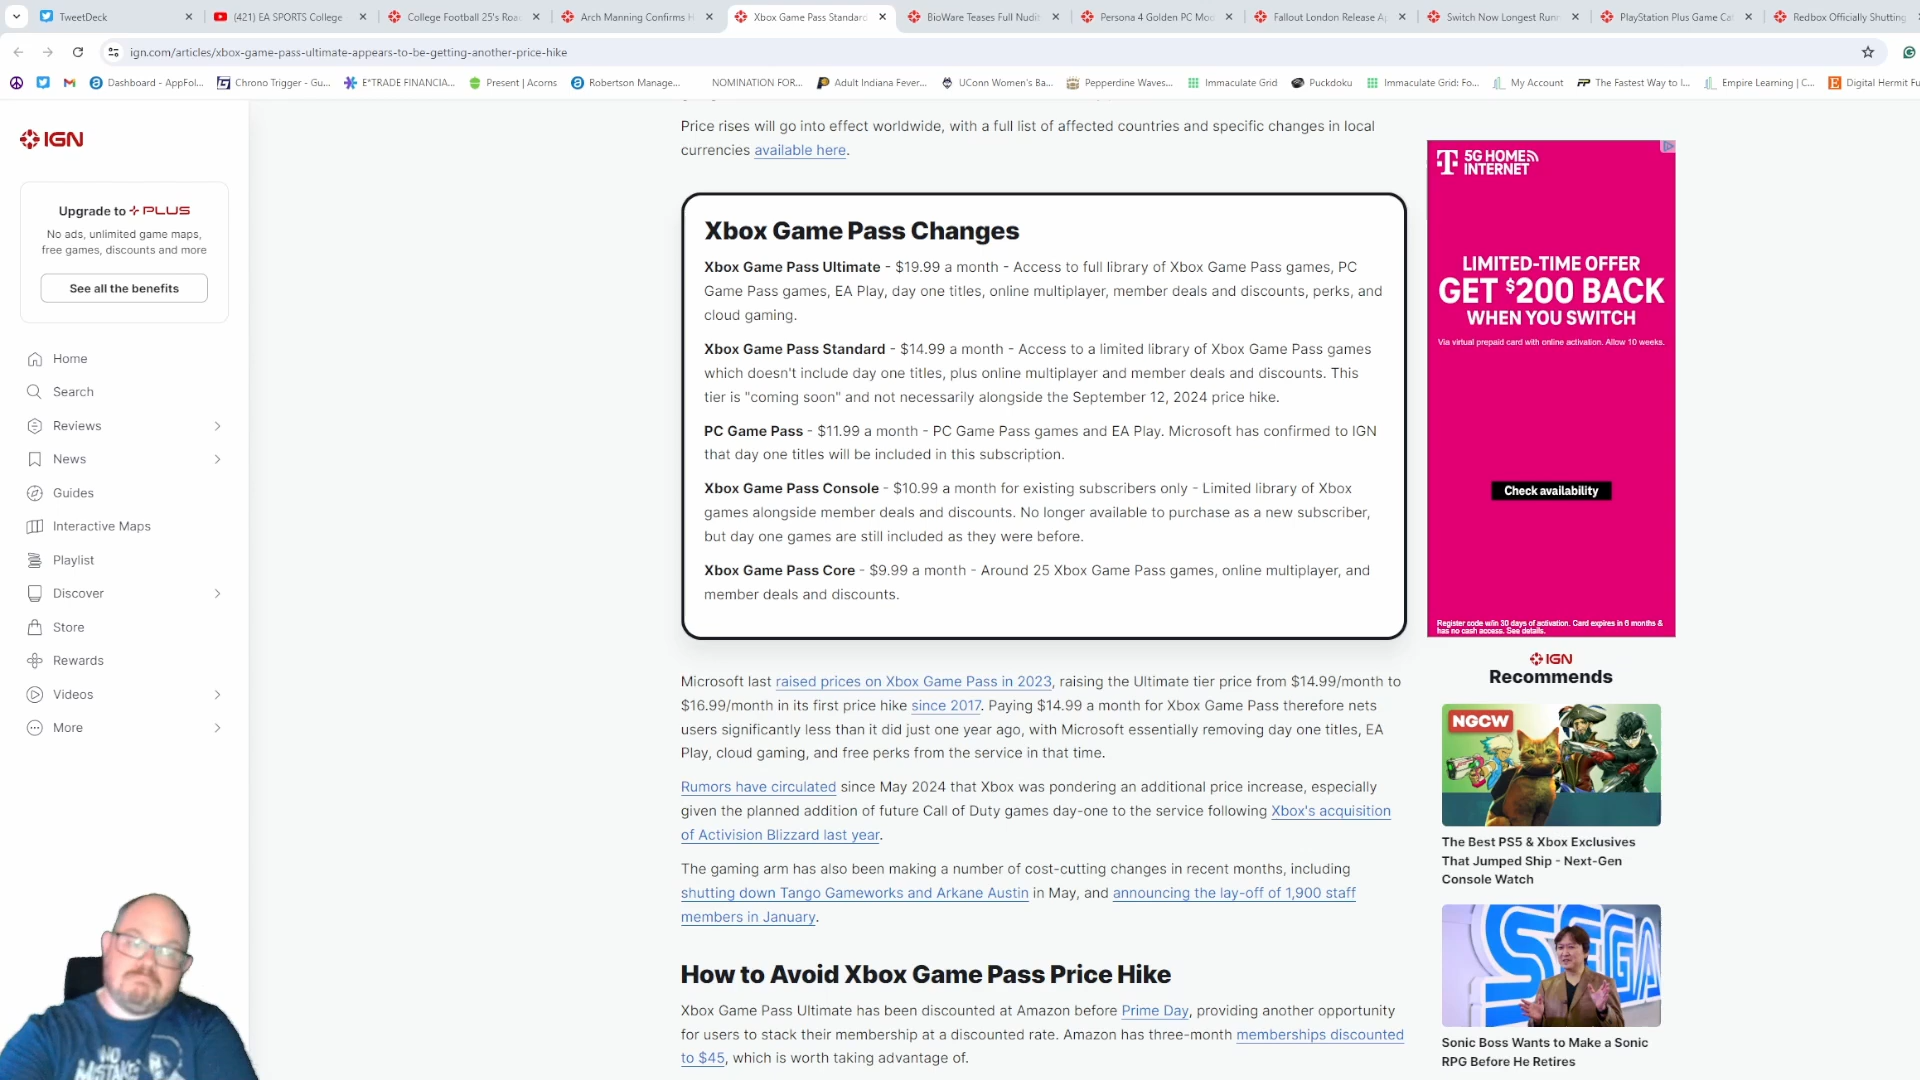 TweetDeck
(421) EA SPORTS College
College Football 25's Roa
Arch Manning Confirms H
Xbox Game Pass Standard
BioWare Teases Full Nudit
Persona 4 Golden PC Mod
Fallout London Release A
Switch Now Longest Runn
PlayStation Plus Game Ca
Redbox Officially Shutting
ign.com/articles/xbox-game-pass-ultimate-appears-to-be-getting-another-price-hike
Dashboard - AppFol...
Chrono Trigger - Gu...
E*TRADE FINANCIA...
Present | Acorns
Robertson Manage...
NOMINATION FOR...
Adult Indiana Fever...
UConn Women's Ba...
Pepperdine Waves...
Immaculate Grid
Puckdoku
Immaculate Grid: Fo...
My Account
The Fastest Way to l...
Empire Learning | C...
Digital Hermit Fu
IGN
Upgrade to PLUS
No ads, unlimited game maps,
free games, discounts and more
See all the benefits
Home
Search
Reviews
News
Guides
Interactive Maps
Playlist
Discover
Store
Rewards
Videos
More
Price rises will go into effect worldwide, with a full list of affected countries and specific changes in local
currencies available here.
Xbox Game Pass Changes
Xbox Game Pass Ultimate - $19.99 a month - Access to full library of Xbox Game Pass games, PC
Game Pass games, EA Play, day one titles, online multiplayer, member deals and discounts, perks, and
cloud gaming.
Xbox Game Pass Standard - $14.99 a month - Access to a limited library of Xbox Game Pass games
which doesn't include day one titles, plus online multiplayer and member deals and discounts. This
tier is "coming soon" and not necessarily alongside the September 12, 2024 price hike.
PC Game Pass - $11.99 a month - PC Game Pass games and EA Play. Microsoft has confirmed to IGN
that day one titles will be included in this subscription.
Xbox Game Pass Console - $10.99 a month for existing subscribers only - Limited library of Xbox
games alongside member deals and discounts. No longer available to purchase as a new subscriber,
but day one games are still included as they were before.
Xbox Game Pass Core - $9.99 a month - Around 25 Xbox Game Pass games, online multiplayer, and
member deals and discounts.
Microsoft last raised prices on Xbox Game Pass in 2023, raising the Ultimate tier price from $14.99/month to
$16.99/month in its first price hike since 2017. Paying $14.99 a month for Xbox Game Pass therefore nets
users significantly less than it did just one year ago, with Microsoft essentially removing day one titles, EA
Play, cloud gaming, and free perks from the service in that time.
Rumors have circulated since May 2024 that Xbox was pondering an additional price increase, especially
given the planned addition of future Call of Duty games day-one to the service following Xbox's acquisition
of Activision Blizzard last year.
The gaming arm has also been making a number of cost-cutting changes in recent months, including
shutting down Tango Gameworks and Arkane Austin in May, and announcing the lay-off of 1,900 staff
members in January.
How to Avoid Xbox Game Pass Price Hike
Xbox Game Pass Ultimate has been discounted at Amazon before Prime Day, providing another opportunity
for users to stack their membership at a discounted rate. Amazon has three-month memberships discounted
to $45, which is worth taking advantage of.
T 5G HOME
INTERNET
LIMITED-TIME OFFER
GET $200 BACK
WHEN YOU SWITCH
Via virtual prepaid card with online activation. Allow 10 weeks.
Check availability
Register code w/in 30 days of activation. Card expires in 6 months &
has no cash access. See details.
IGN
Recommends
NGCW
The Best PS5 & Xbox Exclusives
That Jumped Ship - Next-Gen
Console Watch
SEGA
Sonic Boss Wants to Make a Sonic
RPG Before He Retires
NO
MISTAKE